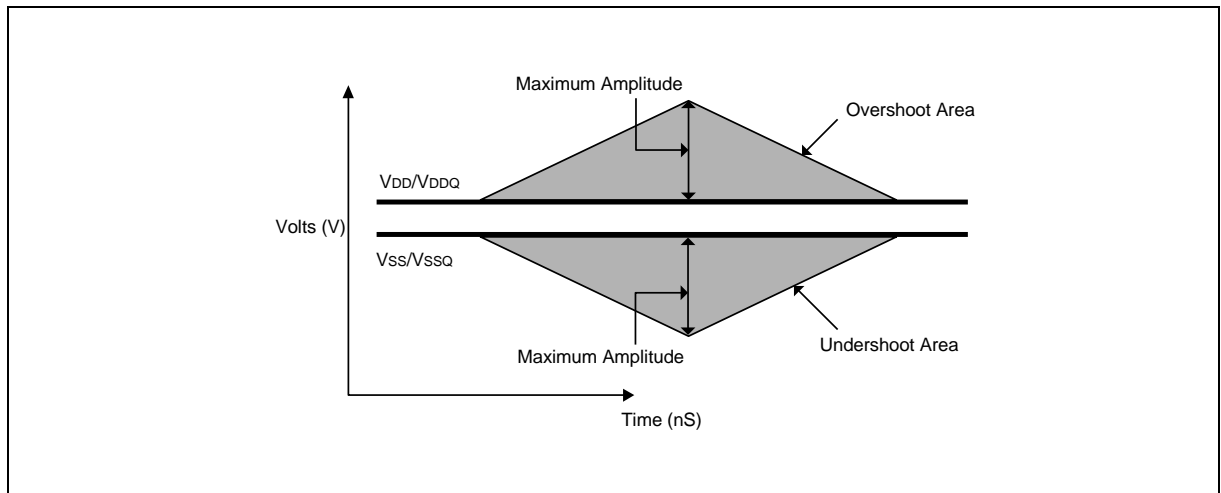 Maximum Amplitude
Overshoot Area
VDD/VDDQ
Volts (V)
VSS/VSSQ
Maximum Amplitude
Undershoot Area
Time (nS)